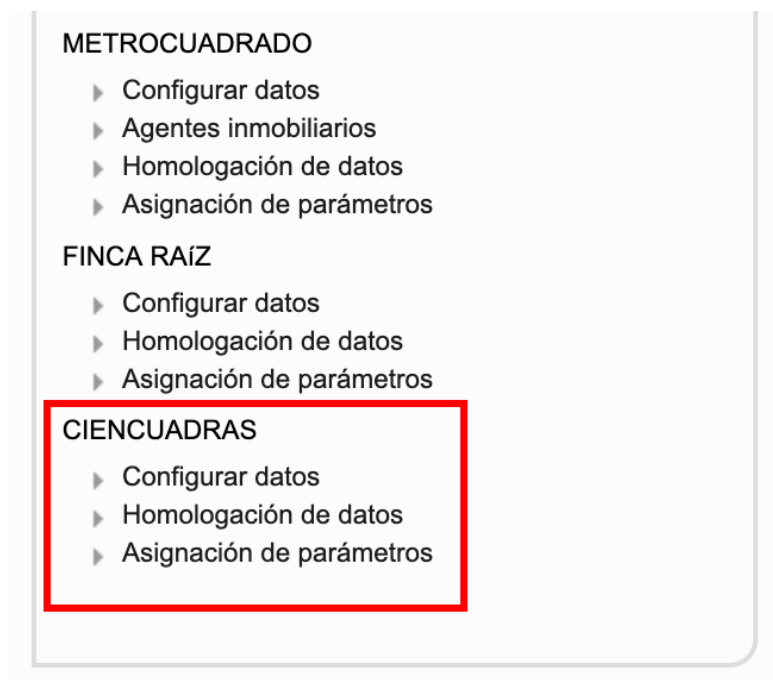 METROCUADRADO
Configurar datos
Agentes inmobiliarios
Homologación de datos
Asignación de parámetros
FINCA RAíZ
Configurar datos
Homologación de datos
Asignación de parámetros
CIENCUADRAS
Configurar datos
Homologación de datos
Asignación de parámetros